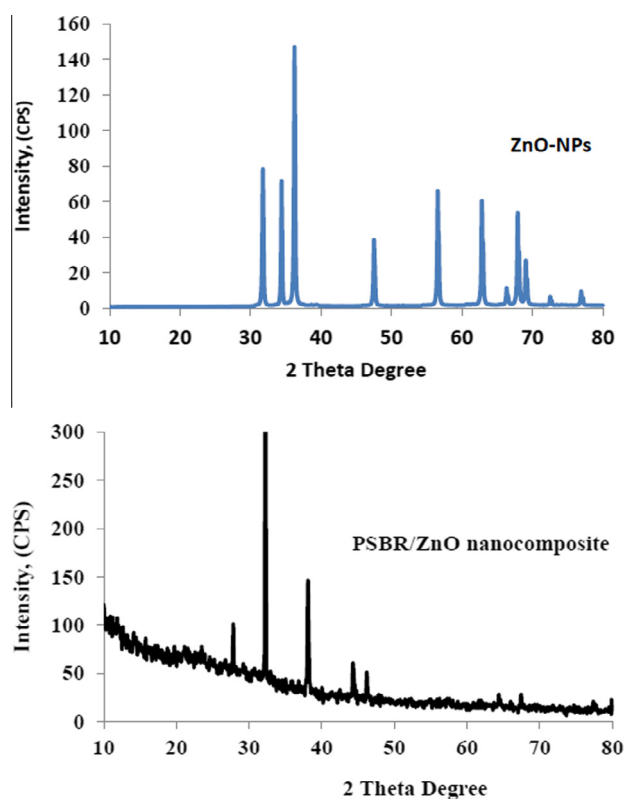 160
140
120
100
80
60
40
20
0
Intensity, (CPS)
ZnO-NPs
10 20 30 40 50 60 70 80
2 Theta Degree
300
250
200
150
100
50
0
Intensity, (CPS)
PSBR/ZnO nanocomposite
10 20 30 40 50 60 70 80
2 Theta Degree